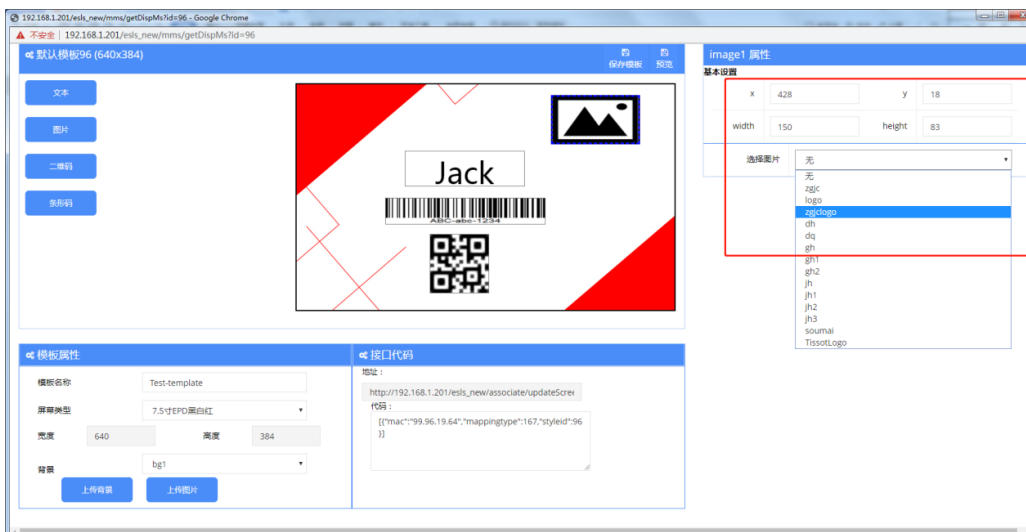 192.168.1.201/esls_new/mms/getDispMs?id=96 - Google Chrome
不安全 | 192.168.1.201/esls_new/mms/getDispMs?id=96
默认模板96 (640x384)
保存模板 预览
文本
图片
二维码
条形码
Jack
ABC-abc-1234
image1 属性
基本设置
x 428 y 18
width 150 height 83
选择图片 无
无
zgjc
logo
zgjclogo
dh
dq
gh
gh1
gh2
jh
jh1
jh2
jh3
soumai
TissotLogo
模板属性
模板名称 Test-template
屏幕类型 7.5寸EPD黑白红
宽度 640 高度 384
背景 bg1
上传背景 上传图片
接口代码
地址：
http://192.168.1.201/esls_new/associate/updateScree
代码：
[{"mac":"99.96.19.64","mappingtype":167,"styleid":96
}]